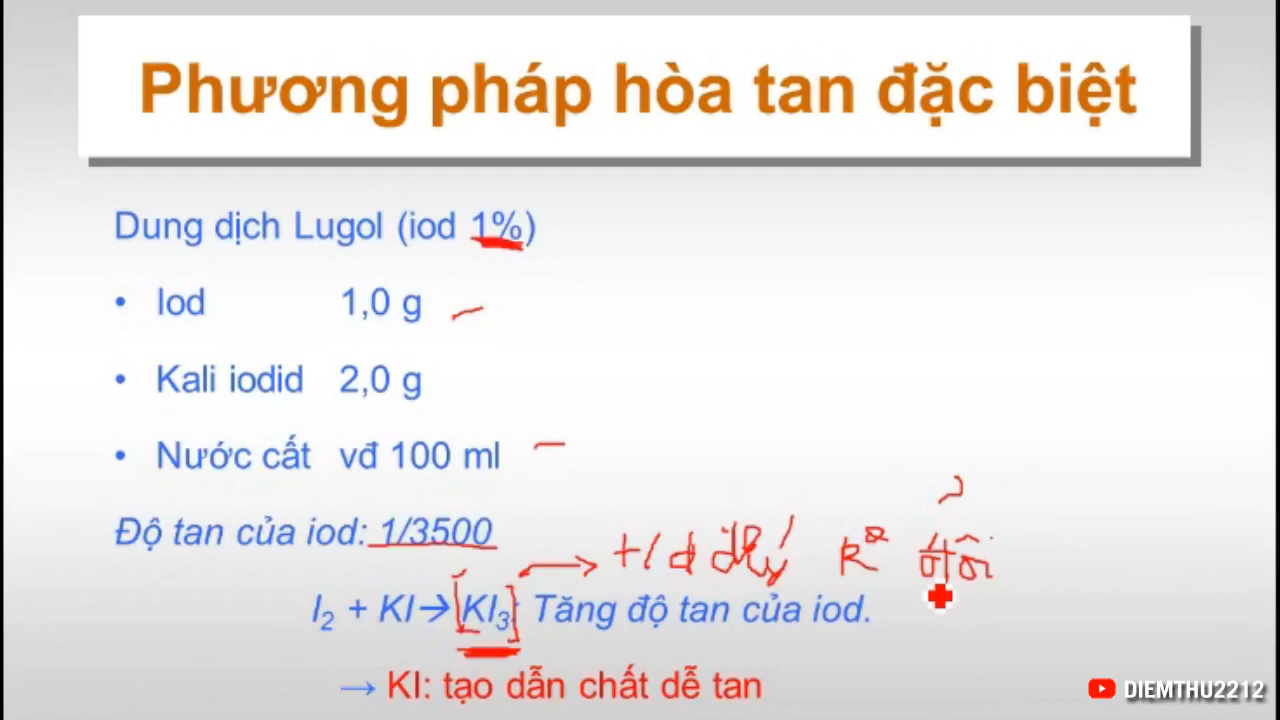 Phương pháp hòa tan đặc biệt
Dung dịch Lugol (iod 1%)
• Iod 1,0 g
• Kali iodid 2,0 g
• Nước cất vđ 100 ml
Độ tan của iod: 1/3500
I₂ + KI → [KI₃]: Tăng độ tan của iod.
→ KI: tạo dẫn chất dễ tan
DIEMTHU2212